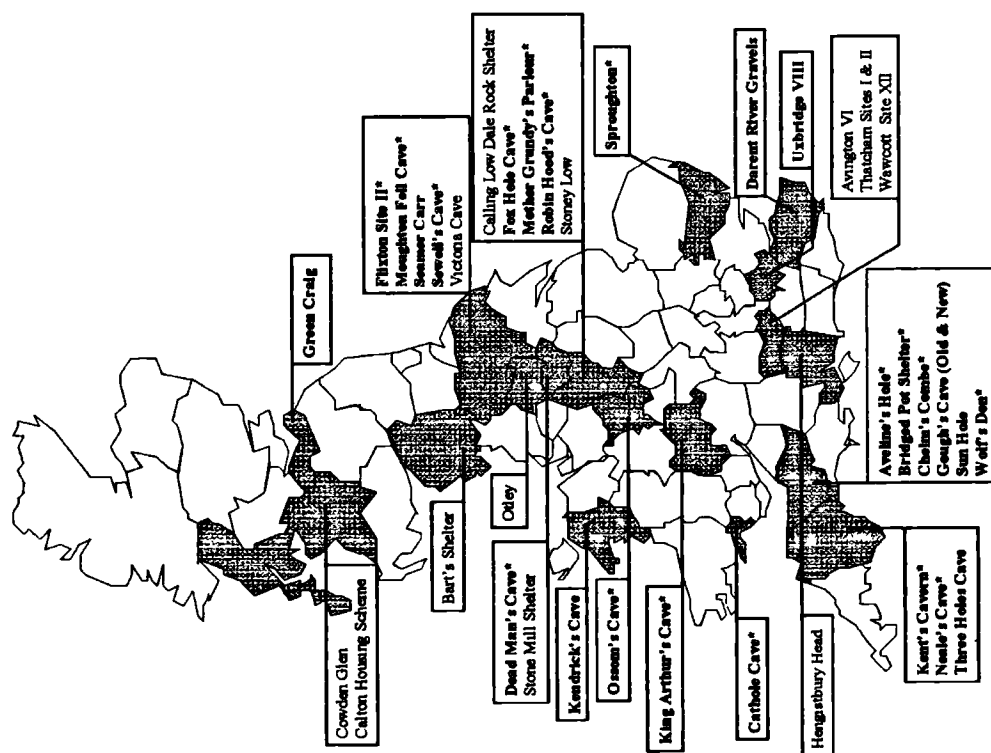 Green Craig
Flixton Site II*
Moughton Fell Cave*
Seamer Carr
Sewell's Cave*
Victoria Cave
Calling Low Dale Rock Shelter
Fox Hole Cave*
Mother Grundy's Parlour*
Robin Hood's Cave*
Stoney Low
Sproughton*
Darent River Gravels
Uxbridge VIII
Avington VI
Thatcham Sites I & II
Wawcott Site XII
Aveline's Hole*
Bridged Pot Shelter*
Chelm's Combe*
Gough's Cave (Old & New)
Sun Hole
Wolf's Den*
Cowden Glen
Calton Housing Scheme
Bart's Shelter
Otley
Dead Man's Cave*
Stone Mill Shelter
Kendrick's Cave
Ossom's Cave*
King Arthur's Cave*
Cathole Cave*
Hengistbury Head
Kent's Cavern*
Neale's Cave*
Three Holes Cave